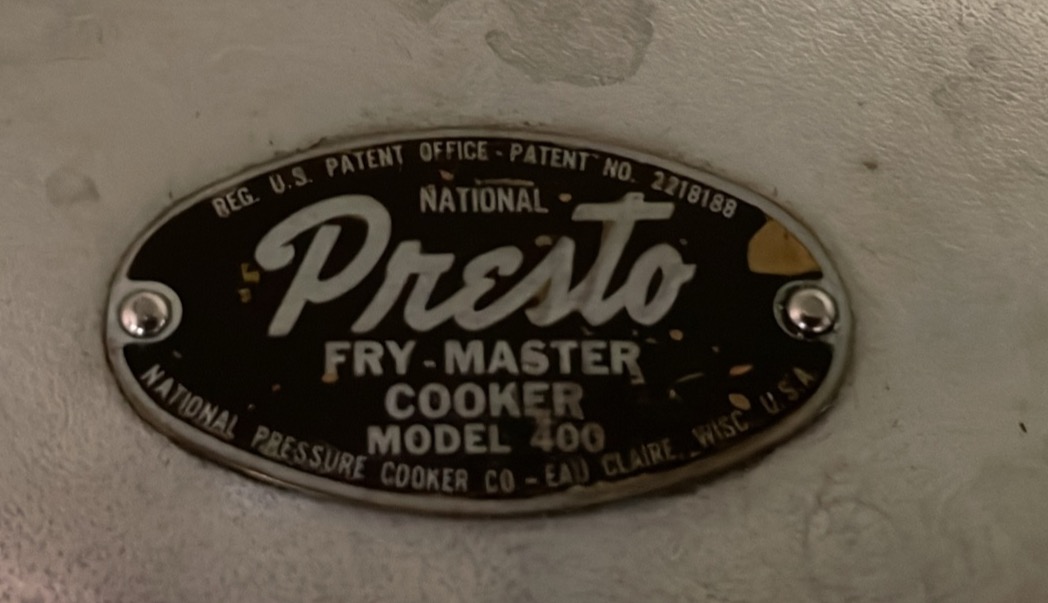 REG. U.S. PATENT OFFICE - PATENT NO. 2218188
NATIONAL
Presto
FRY-MASTER
COOKER
MODEL 400
NATIONAL PRESSURE COOKER CO - EAU CLAIRE, WISC U.S.A.